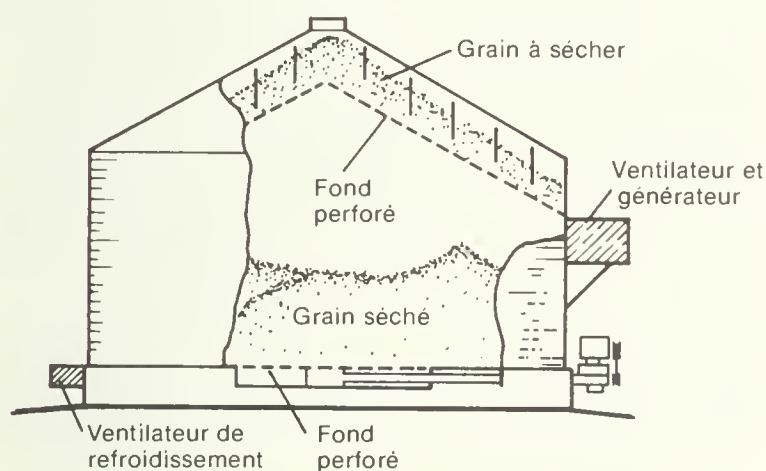 Grain à sécher
Ventilateur et
générateur
Fond
perforé
Grain séché
Ventilateur de
refroidissement
Fond
perforé